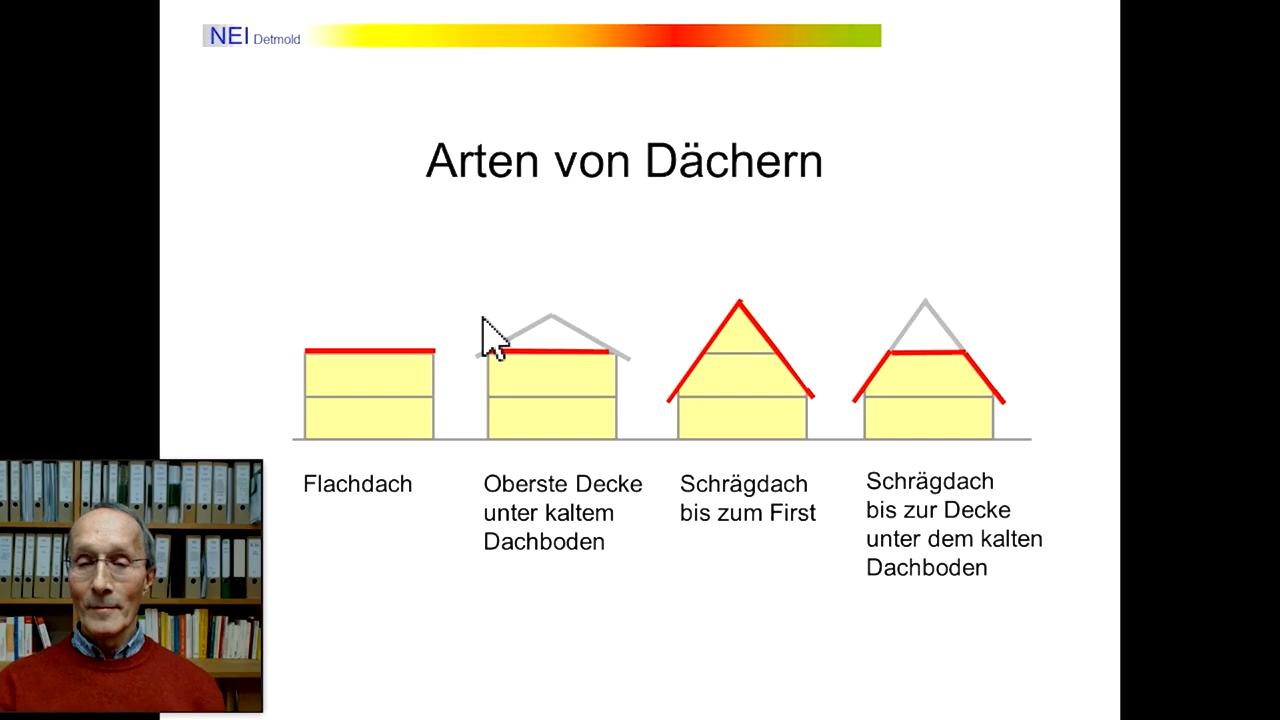 NEI Detmold
Arten von Dächern
Flachdach
Oberste Decke
unter kaltem
Dachboden
Schrägdach
bis zum First
Schrägdach
bis zur Decke
unter dem kalten
Dachboden